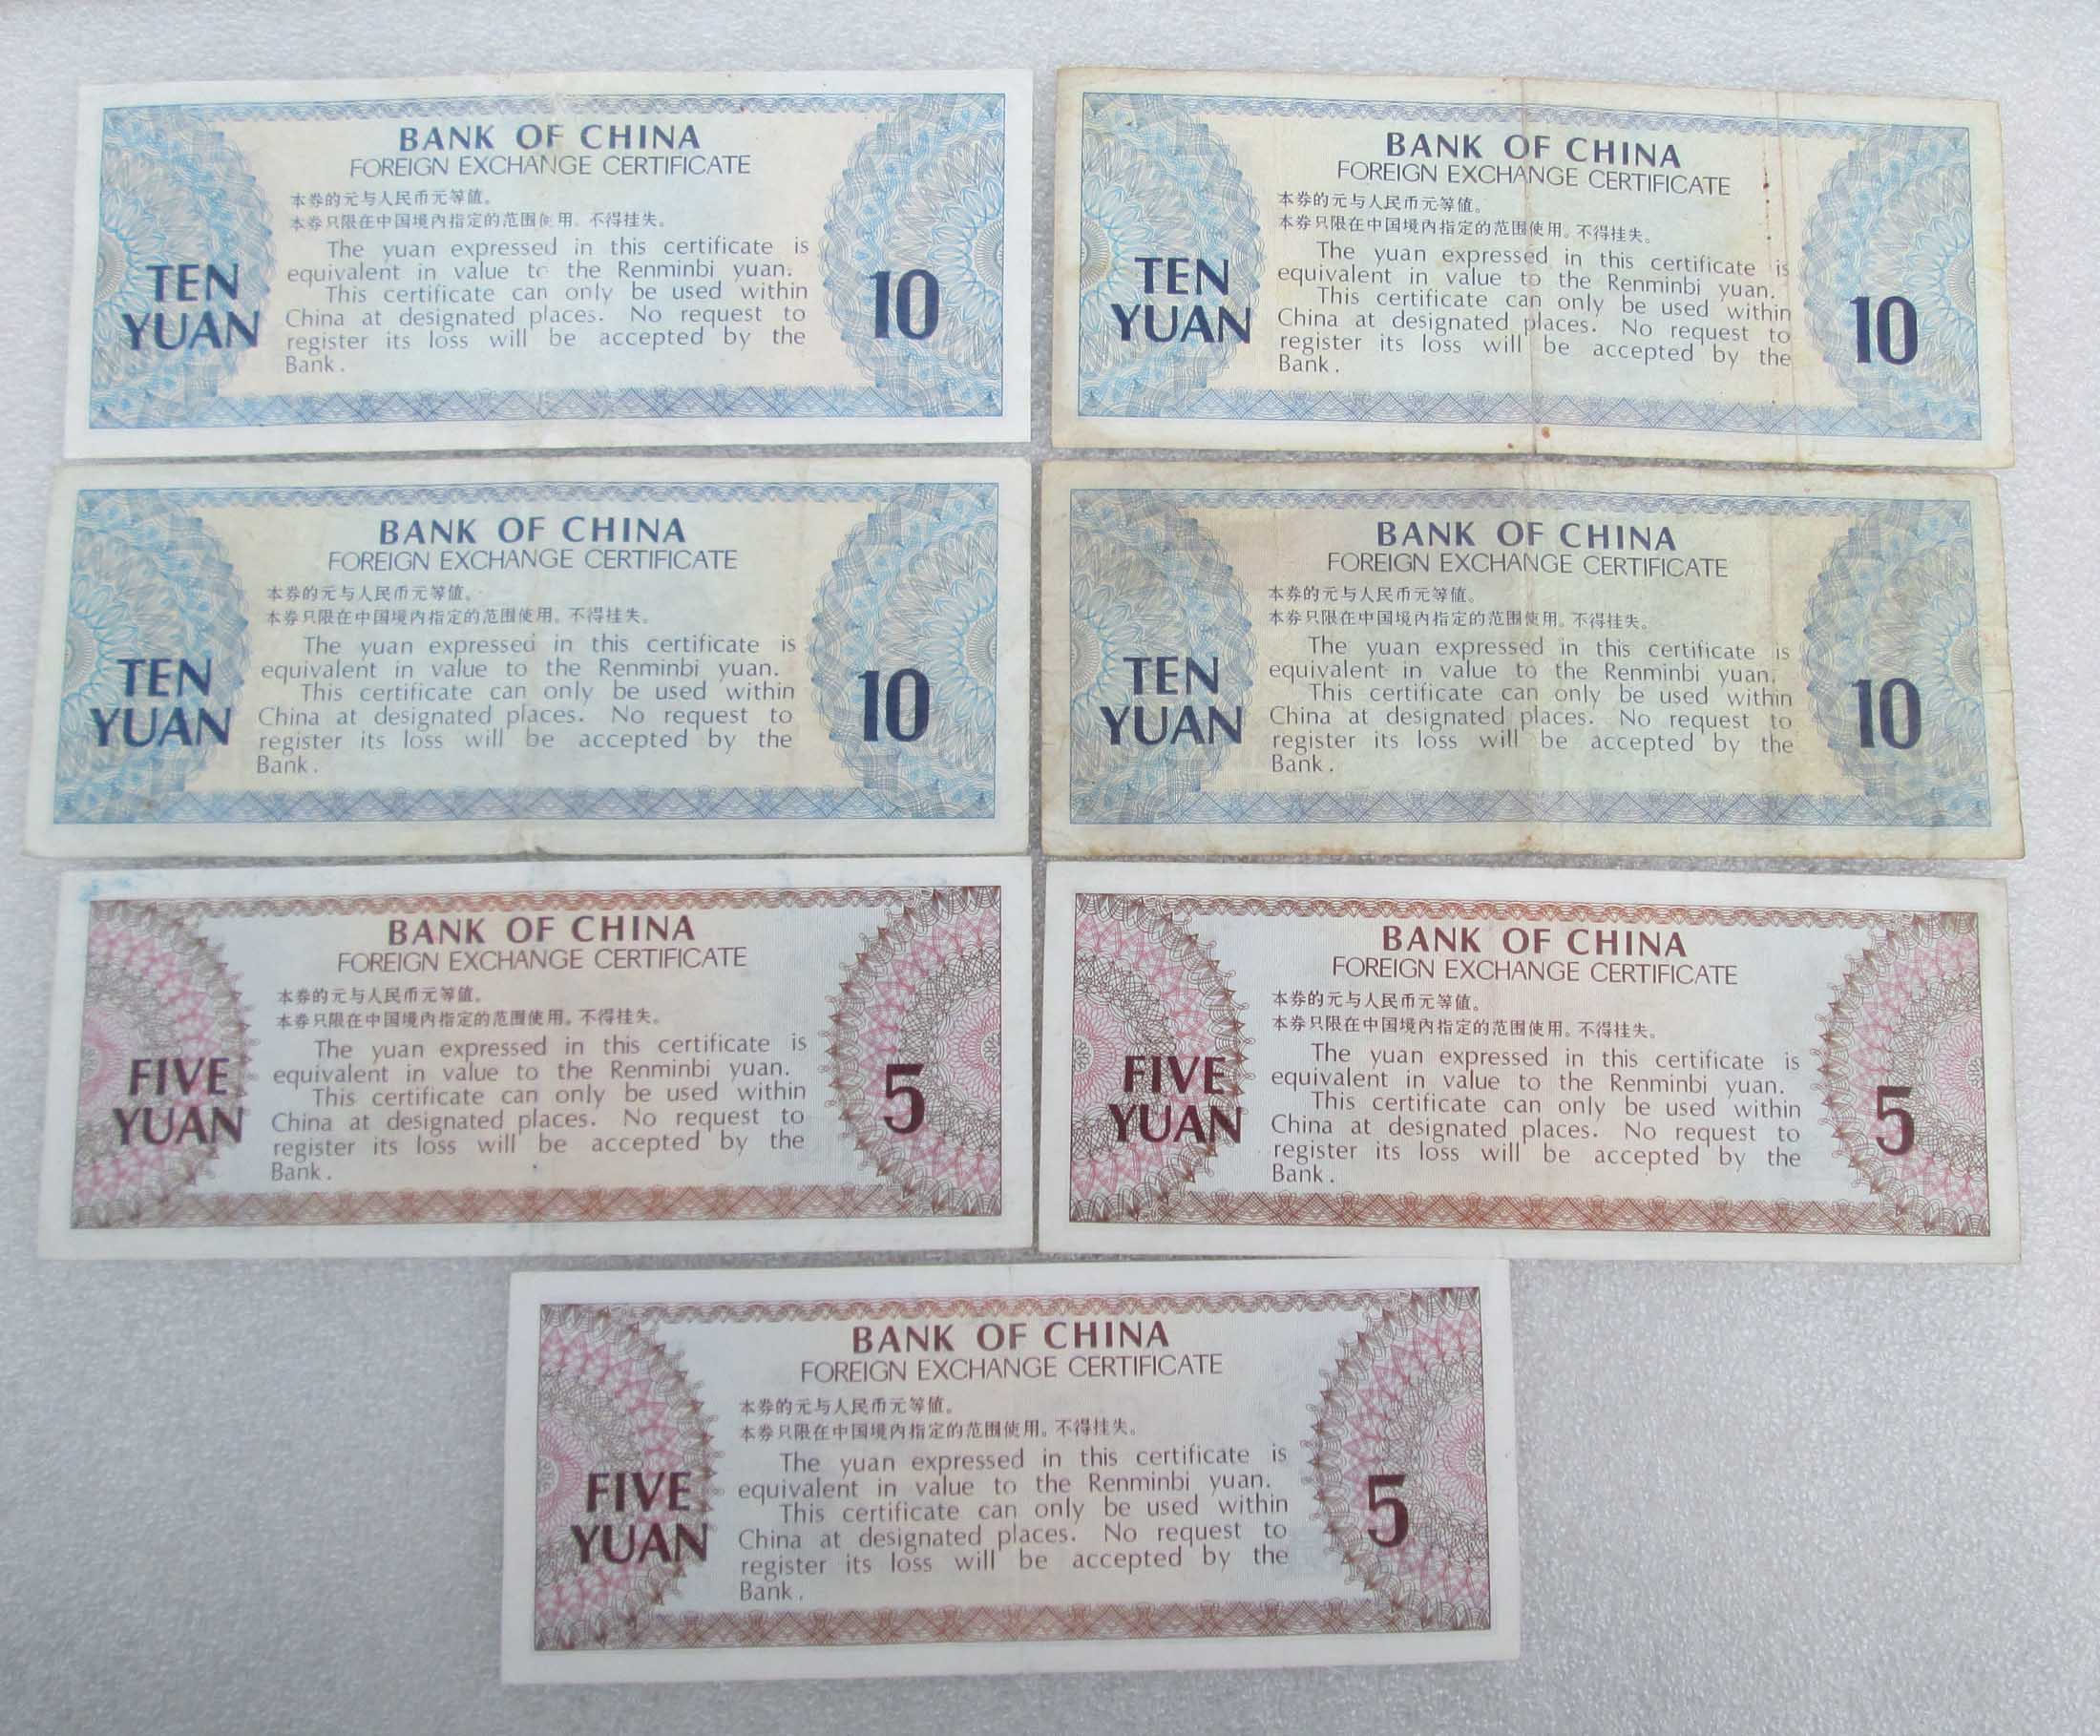 BANK OF CHINA
FOREIGN EXCHANGE CERTIFICATE
本券的元与人民币元等值。
本券只限在中国境内指定的范围使用。不得挂失。
The yuan expressed in this certificate is
equivalent in value to the Renminbi yuan.
This certificate can only be used within
China at designated places. No request to
register its loss will be accepted by the
Bank.
TEN
YUAN
10
BANK OF CHINA
FOREIGN EXCHANGE CERTIFICATE
本券的元与人民币元等值。
本券只限在中国境内指定的范围使用。不得挂失。
The yuan expressed in this certificate is
equivalent in value to the Renminbi yuan.
This certificate can only be used within
China at designated places. No request to
register its loss will be accepted by the
Bank.
TEN
YUAN
10
BANK OF CHINA
FOREIGN EXCHANGE CERTIFICATE
本券的元与人民币元等值。
本券只限在中国境内指定的范围使用。不得挂失。
The yuan expressed in this certificate is
equivalent in value to the Renminbi yuan.
This certificate can only be used within
China at designated places. No request to
register its loss will be accepted by the
Bank.
TEN
YUAN
10
BANK OF CHINA
FOREIGN EXCHANGE CERTIFICATE
本券的元与人民币元等值。
本券只限在中国境内指定的范围使用。不得挂失。
The yuan expressed in this certificate is
equivalent in value to the Renminbi yuan.
This certificate can only be used within
China at designated places. No request to
register its loss will be accepted by the
Bank.
TEN
YUAN
10
BANK OF CHINA
FOREIGN EXCHANGE CERTIFICATE
本券的元与人民币元等值。
本券只限在中国境内指定的范围使用。不得挂失。
The yuan expressed in this certificate is
equivalent in value to the Renminbi yuan.
This certificate can only be used within
China at designated places. No request to
register its loss will be accepted by the
Bank.
FIVE
YUAN
5
BANK OF CHINA
FOREIGN EXCHANGE CERTIFICATE
本券的元与人民币元等值。
本券只限在中国境内指定的范围使用。不得挂失。
The yuan expressed in this certificate is
equivalent in value to the Renminbi yuan.
This certificate can only be used within
China at designated places. No request to
register its loss will be accepted by the
Bank.
FIVE
YUAN
5
BANK OF CHINA
FOREIGN EXCHANGE CERTIFICATE
本券的元与人民币元等值。
本券只限在中国境内指定的范围使用。不得挂失。
The yuan expressed in this certificate is
equivalent in value to the Renminbi yuan.
This certificate can only be used within
China at designated places. No request to
register its loss will be accepted by the
Bank.
FIVE
YUAN
5